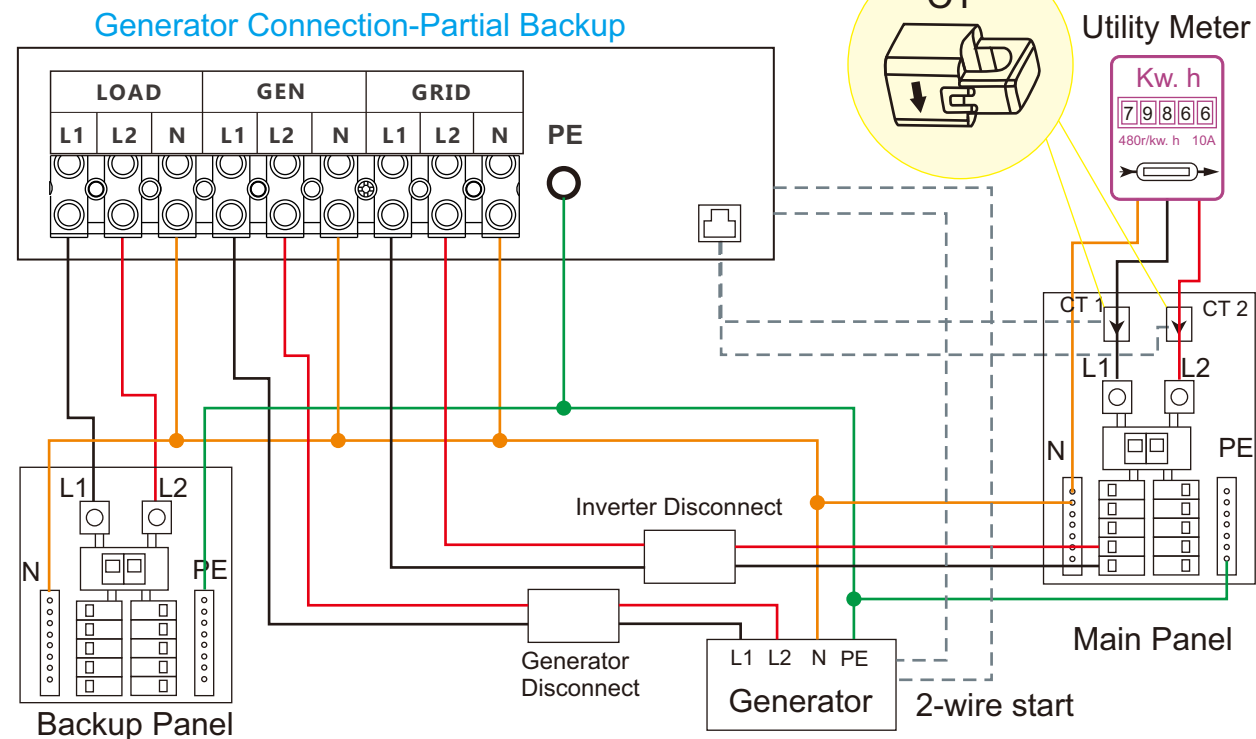 Generator Connection-Partial Backup
CT
Utility Meter
Kw. h
79866
480r/kw. h 10A
LOAD GEN GRID
L1 L2 N L1 L2 N L1 L2 N PE
CT 1 CT 2
L1 L2
N PE
L1 L2
N PE
Inverter Disconnect
Generator
Disconnect
L1 L2 N PE
Generator
2-wire start
Main Panel
Backup Panel